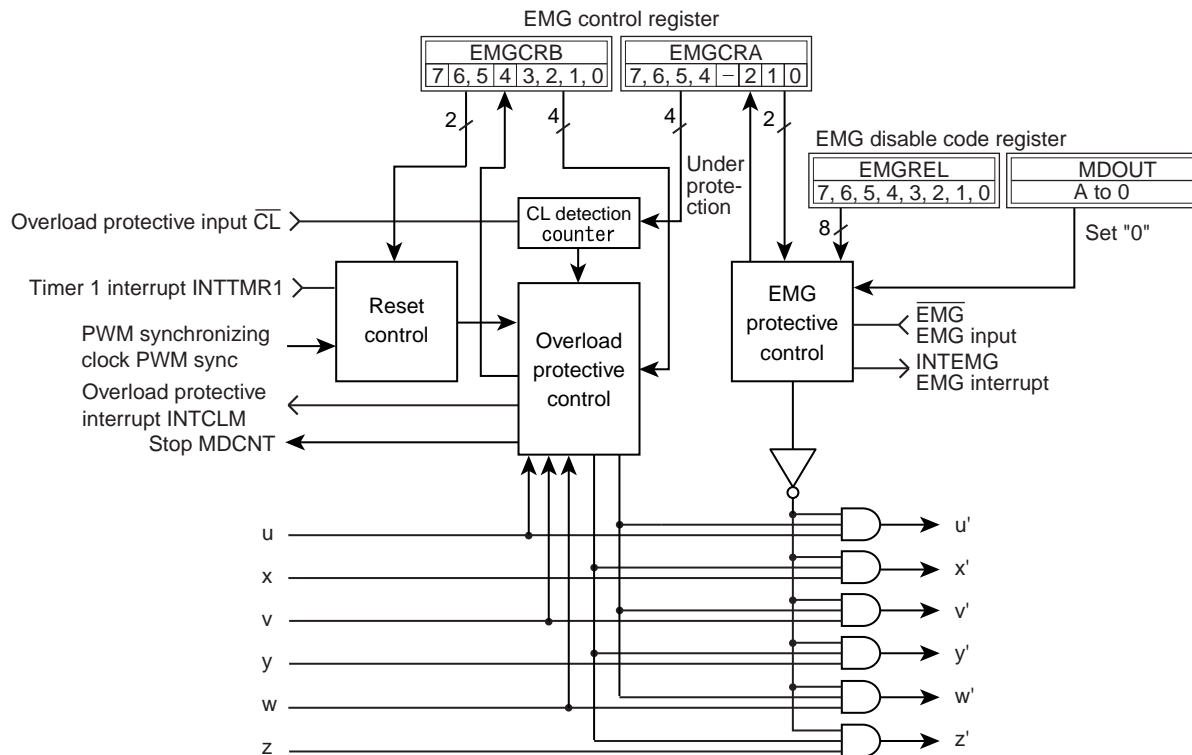 EMG control register
EMGCRB
7 6, 5 4 3, 2, 1, 0
EMGCRA
7, 6, 5, 4 – 2 1 0
2
4
4
2
EMG disable code register
EMGREL
7, 6, 5, 4, 3, 2, 1, 0
MDOUT
A to 0
Under
prote-
ction
8
Set "0"
Overload protective input C̅L̅
CL detection
counter
Timer 1 interrupt INTTMR1
Reset
control
PWM synchronizing
clock PWM sync
Overload
protective
control
EMG
protective
control
E̅M̅G̅
EMG input
INTEMG
EMG interrupt
Overload protective
interrupt INTCLM
Stop MDCNT
u
u'
x
x'
v
v'
y
y'
w
w'
z
z'